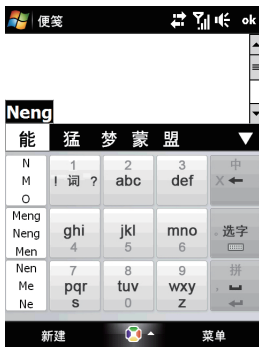 便笺 ok
Neng
能 猛 梦 蒙 盟
N
M
O
1
! 词 ?
2
abc
3
def
中
X
Meng
Neng
Men
ghi
4
jkl
5
mno
6
选字
Nen
Me
Ne
7
pqr
s
8
tuv
0
9
wxy
z
拼
新建 菜单